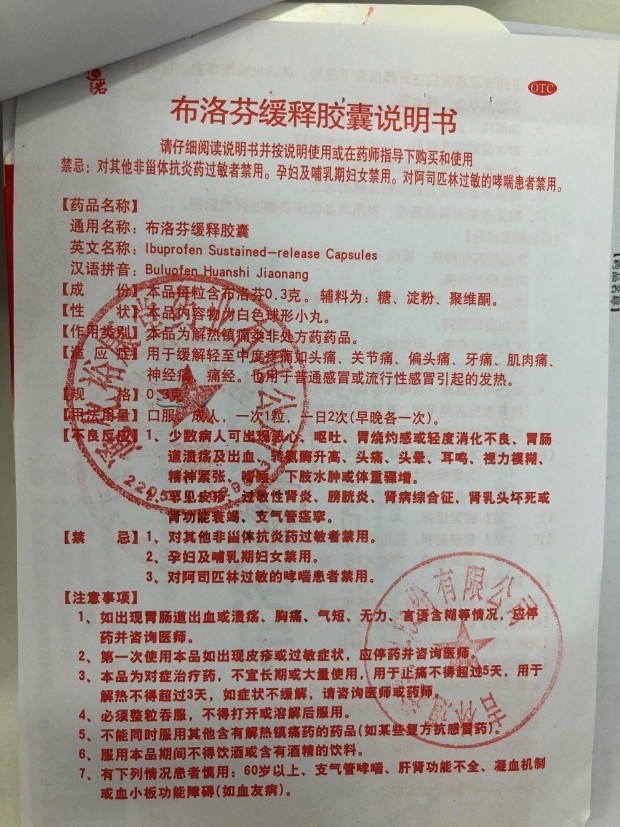 OTC
布洛芬缓释胶囊说明书
请仔细阅读说明书并按说明使用或在药师指导下购买和使用
禁忌：对其他非甾体抗炎药过敏者禁用。孕妇及哺乳期妇女禁用。对阿司匹林过敏的哮喘患者禁用。
【药品名称】
通用名称：布洛芬缓释胶囊
英文名称：Ibuprofen Sustained-release Capsules
汉语拼音：Buluofen Huanshi Jiaonang
【成 份】本品每粒含布洛芬0.3克。辅料为：糖、淀粉、聚维酮。
【性 状】本品内容物为白色球形小丸。
【作用类别】本品为解热镇痛类非处方药药品。
【适 应 症】用于缓解轻至中度疼痛如头痛、关节痛、偏头痛、牙痛、肌肉痛、
神经痛、痛经。也用于普通感冒或流行性感冒引起的发热。
【规 格】0.3克
【用法用量】口服。成人，一次1粒，一日2次(早晚各一次)。
【不良反应】1、少数病人可出现恶心、呕吐、胃烧灼感或轻度消化不良、胃肠
道溃疡及出血、转氨酶升高、头痛、头晕、耳鸣、视力模糊、
精神紧张、嗜睡、下肢水肿或体重骤增。
罕见皮疹、过敏性肾炎、膀胱炎、肾病综合征、肾乳头坏死或
肾功能衰竭、支气管痉挛。
【禁 忌】1、对其他非甾体抗炎药过敏者禁用。
2、孕妇及哺乳期妇女禁用。
3、对阿司匹林过敏的哮喘患者禁用。
【注意事项】
1、如出现胃肠道出血或溃疡、胸痛、气短、无力、言语含糊等情况，应停
药并咨询医师。
2、第一次使用本品如出现皮疹或过敏症状，应停药并咨询医师。
3、本品为对症治疗药，不宜长期或大量使用，用于止痛不得超过5天，用于
解热不得超过3天，如症状不缓解，请咨询医师或药师。
4、必须整粒吞服，不得打开或溶解后服用。
5、不能同时服用其他含有解热镇痛药的药品(如某些复方抗感冒药)。
6、服用本品期间不得饮酒或含有酒精的饮料。
7、有下列情况患者慎用：60岁以上、支气管哮喘、肝肾功能不全、凝血机制
或血小板功能障碍(如血友病)。
【药品名称】
股份有限公司